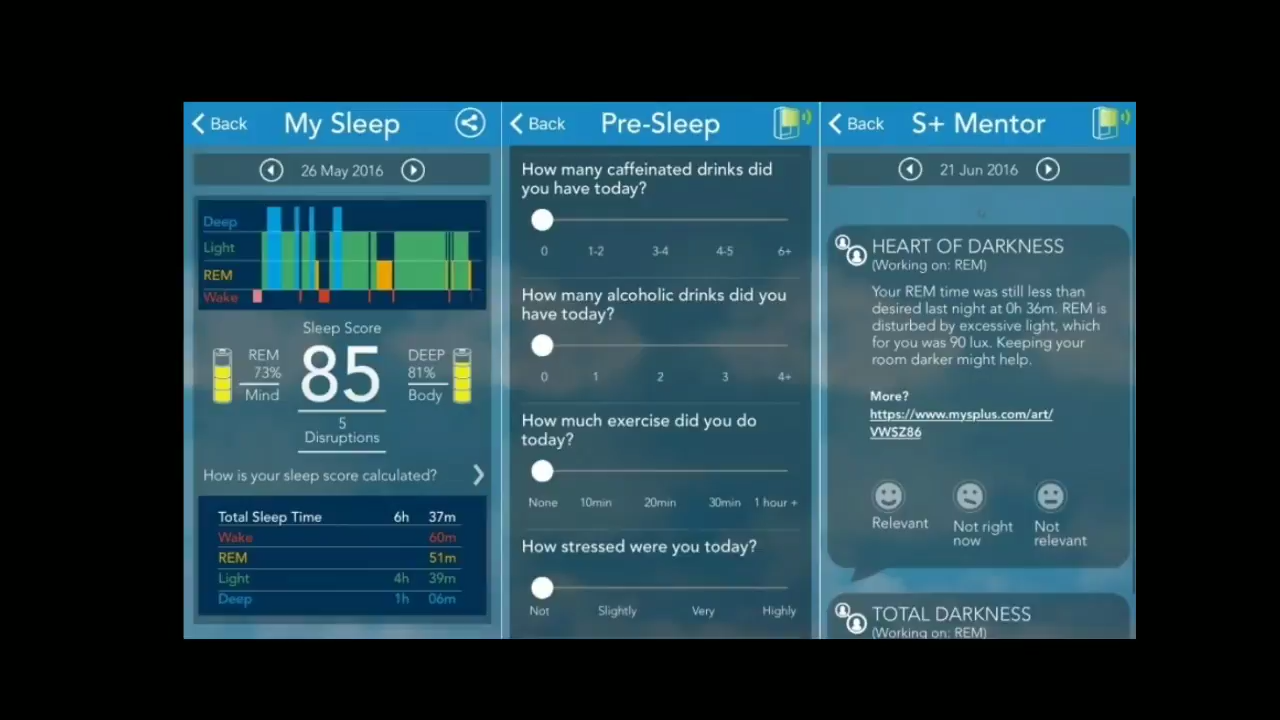 Back
My Sleep
26 May 2016
Deep
Light
REM
Wake
Sleep Score
REM
73%
Mind
85
DEEP
81%
Body
5
Disruptions
How is your sleep score calculated?
Total Sleep Time 6h 37m
Wake 60m
REM 51m
Light 4h 39m
Deep 1h 06m
Back
Pre-Sleep
How many caffeinated drinks did
you have today?
0 1-2 3-4 4-5 6+
How many alcoholic drinks did you
have today?
0 1 2 3 4+
How much exercise did you do
today?
None 10min 20min 30min 1 hour +
How stressed were you today?
Not Slightly Very Highly
Back
S+ Mentor
21 Jun 2016
HEART OF DARKNESS
(Working on: REM)
Your REM time was still less than
desired last night at 0h 36m. REM is
disturbed by excessive light, which
for you was 90 lux. Keeping your
room darker might help.
More?
https://www.mysplus.com/art/
VWSZ86
Relevant
Not right
now
Not
relevant
TOTAL DARKNESS
(Working on: REM)